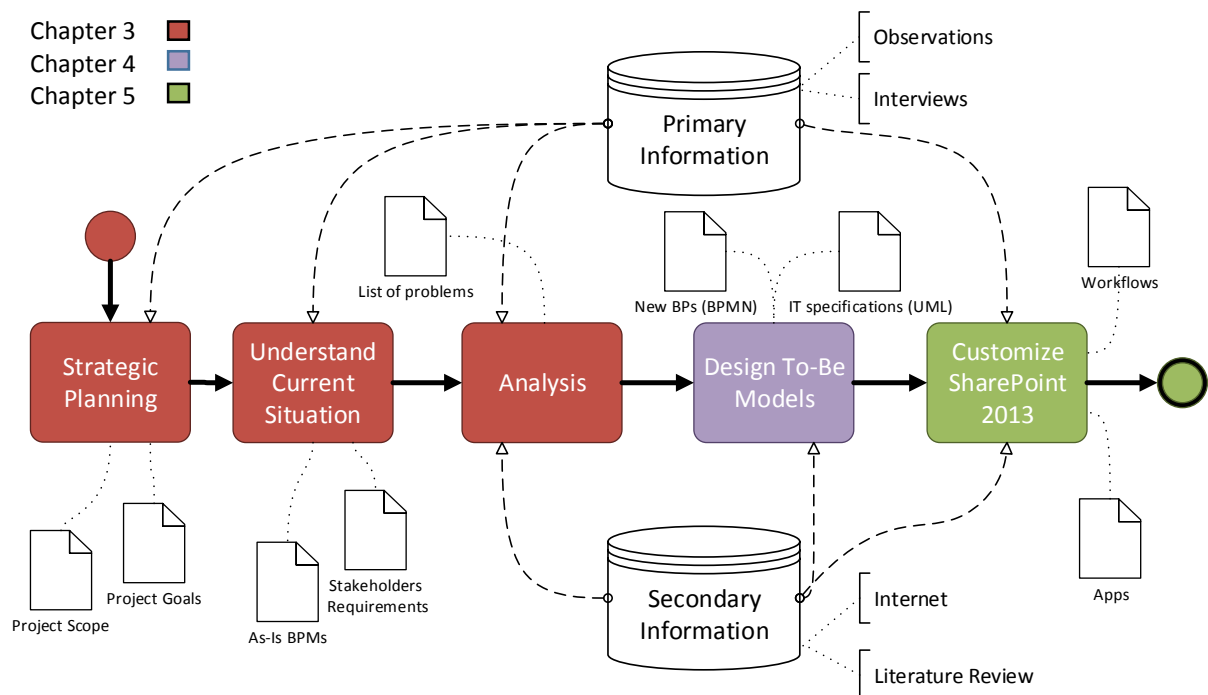 Chapter 3
Chapter 4
Chapter 5
Observations
Interviews
Primary
Information
List of problems
New BPs (BPMN)
IT specifications (UML)
Workflows
Strategic
Planning
Understand
Current
Situation
Analysis
Design To-Be
Models
Customize
SharePoint
2013
Project Scope
Project Goals
As-Is BPMs
Stakeholders
Requirements
Secondary
Information
Internet
Literature Review
Apps